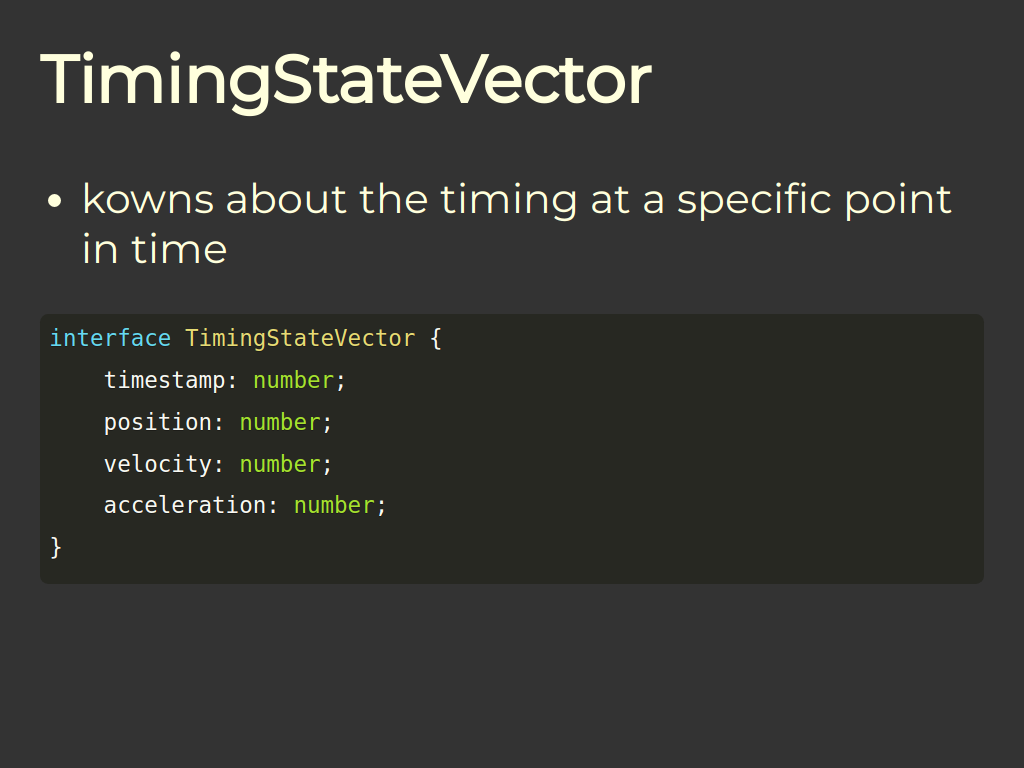 TimingStateVector
• kowns about the timing at a specific point
in time
interface TimingStateVector {
    timestamp: number;
    position: number;
    velocity: number;
    acceleration: number;
}